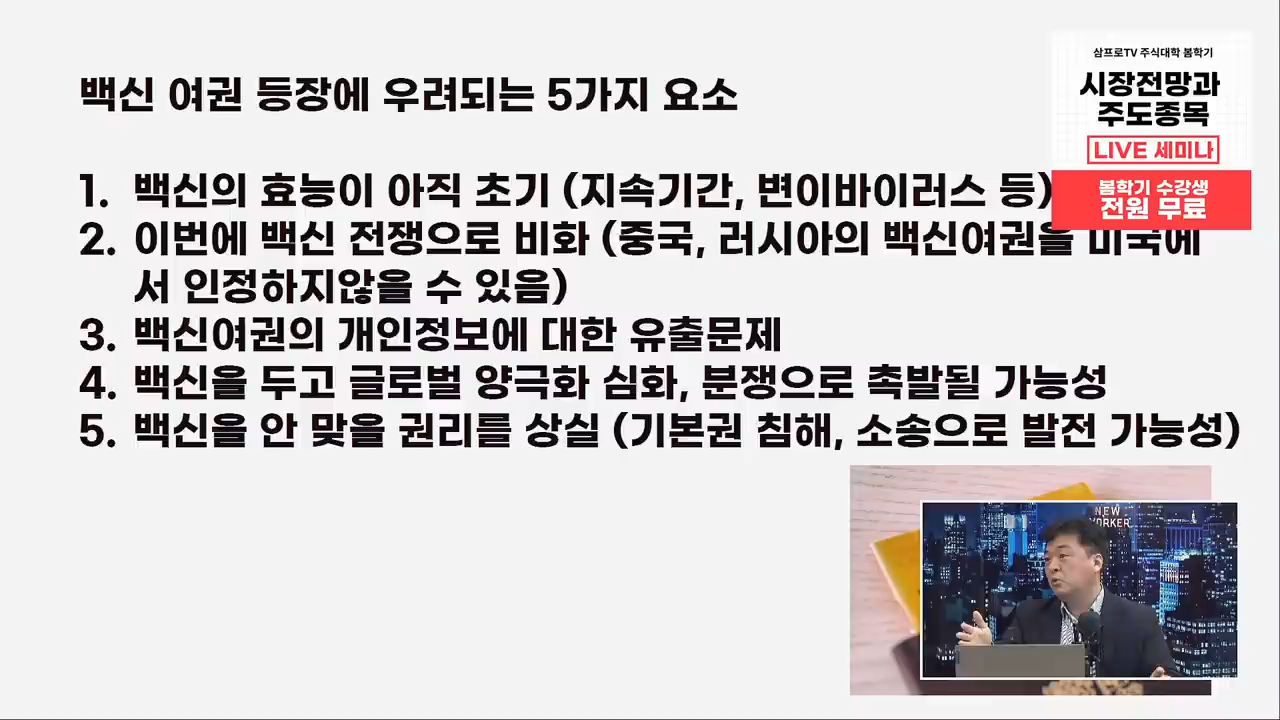 백신 여권 등장에 우려되는 5가지 요소
1. 백신의 효능이 아직 초기 (지속기간, 변이바이러스 등)
2. 이번에 백신 전쟁으로 비화 (중국, 러시아의 백신여권을 미국에
서 인정하지않을 수 있음)
3. 백신여권의 개인정보에 대한 유출문제
4. 백신을 두고 글로벌 양극화 심화, 분쟁으로 촉발될 가능성
5. 백신을 안 맞을 권리를 상실 (기본권 침해, 소송으로 발전 가능성)
삼프로TV 주식대학 봄학기
시장전망과
주도종목
LIVE 세미나
봄학기 수강생
전원 무료
NEW
YORKER